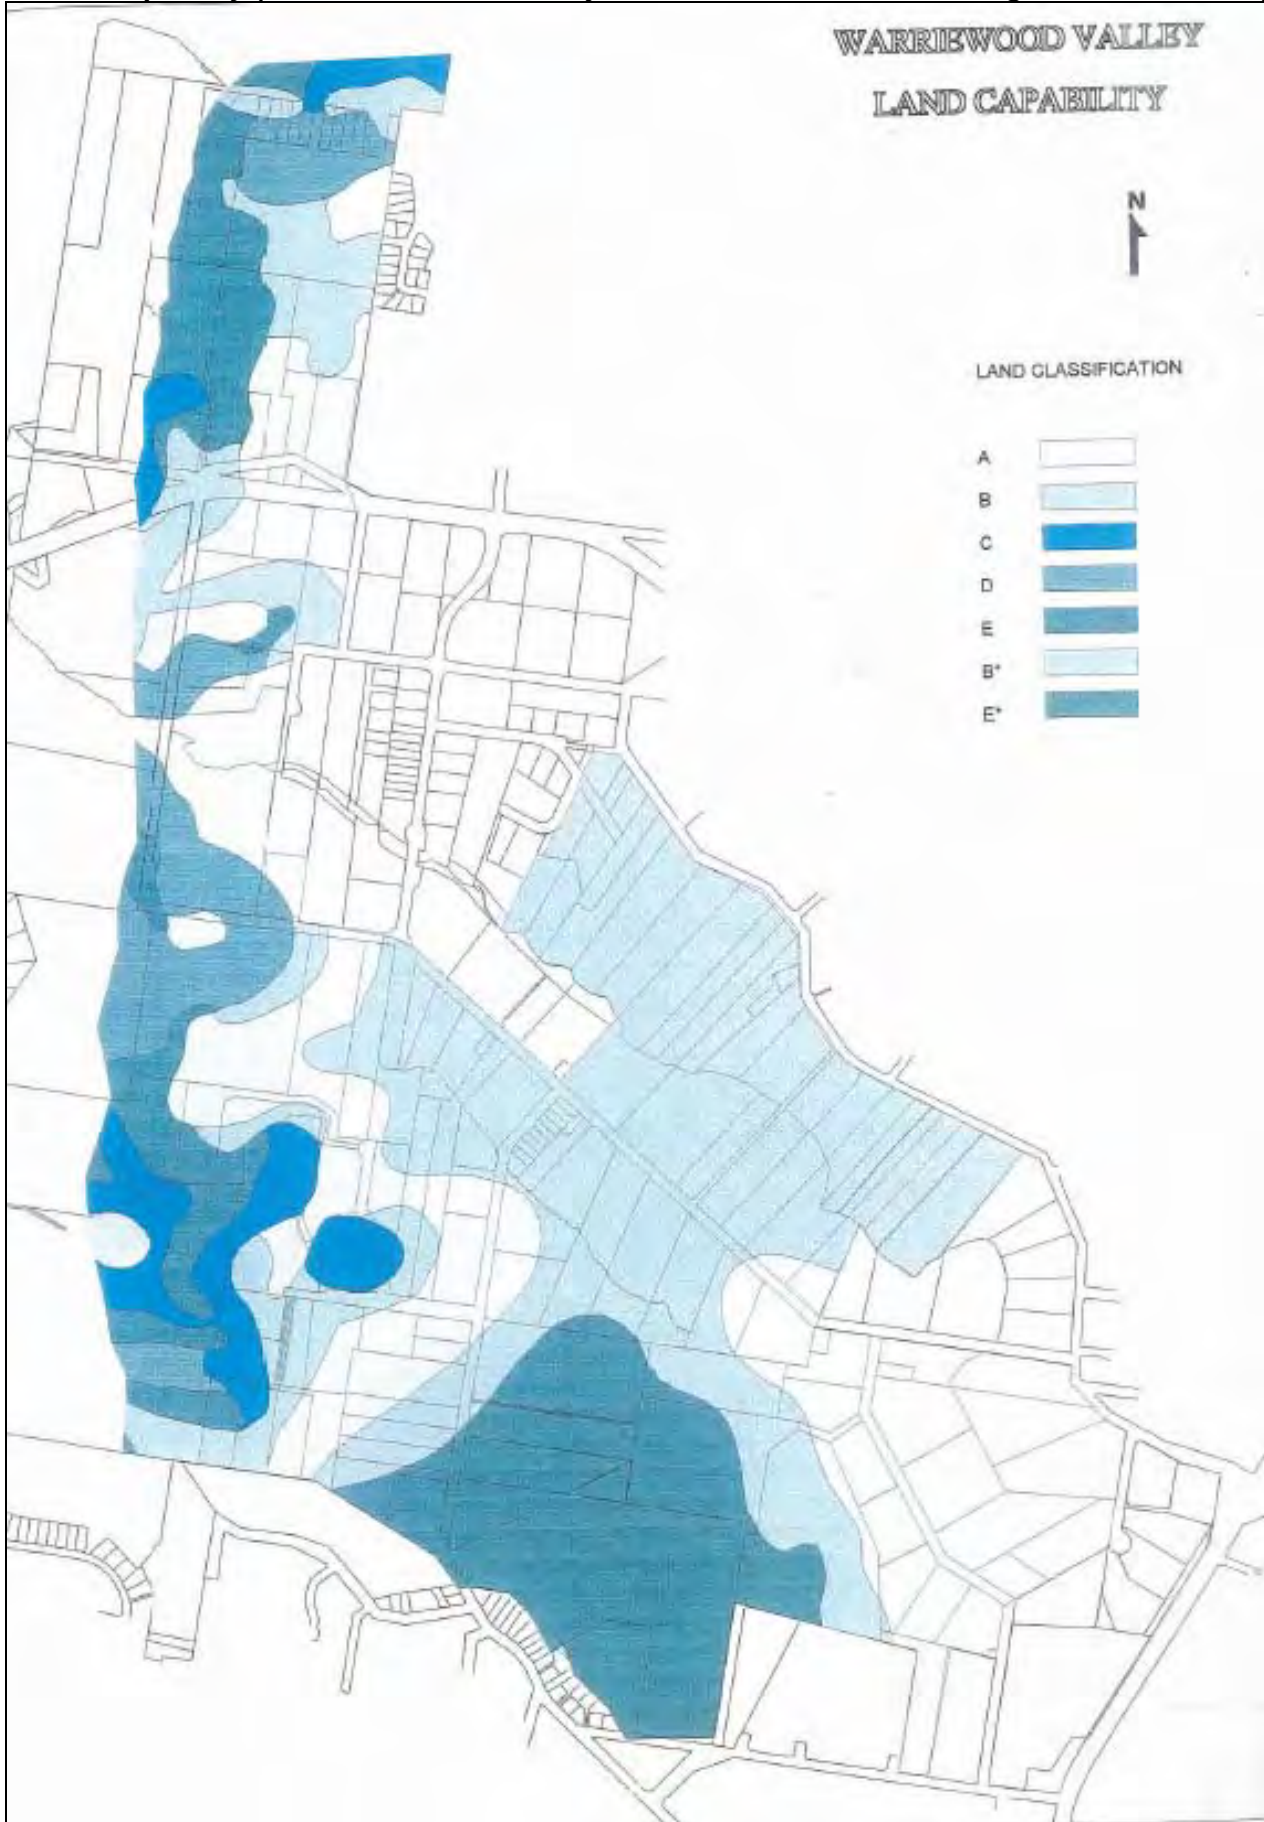 WARRIEWOOD VALLEY
LAND CAPABILITY
N
LAND CLASSIFICATION
A
B
C
D
E
B*
E*